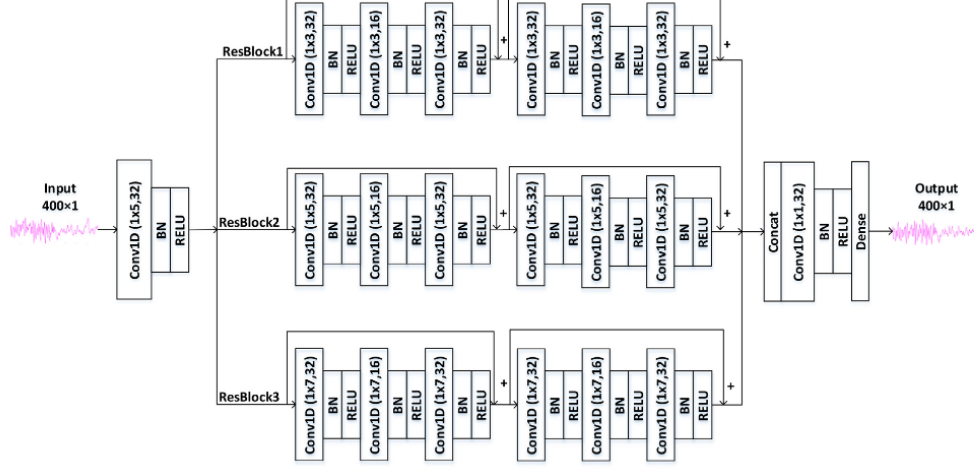 Input
400×1
Conv1D (1x5,32)
BN
RELU
ResBlock1
Conv1D (1x3,32)
BN
RELU
Conv1D (1x3,16)
BN
RELU
Conv1D (1x3,32)
BN
RELU
+
Conv1D (1x3,32)
BN
RELU
Conv1D (1x3,16)
BN
RELU
Conv1D (1x3,32)
BN
RELU
+
ResBlock2
Conv1D (1x5,32)
BN
RELU
Conv1D (1x5,16)
BN
RELU
Conv1D (1x5,32)
BN
RELU
+
Conv1D (1x5,32)
BN
RELU
Conv1D (1x5,16)
BN
RELU
Conv1D (1x5,32)
BN
RELU
+
ResBlock3
Conv1D (1x7,32)
BN
RELU
Conv1D (1x7,16)
BN
RELU
Conv1D (1x7,32)
BN
RELU
+
Conv1D (1x7,32)
BN
RELU
Conv1D (1x7,16)
BN
RELU
Conv1D (1x7,32)
BN
RELU
+
Concat
Conv1D (1x1,32)
BN
RELU
Dense
Output
400×1